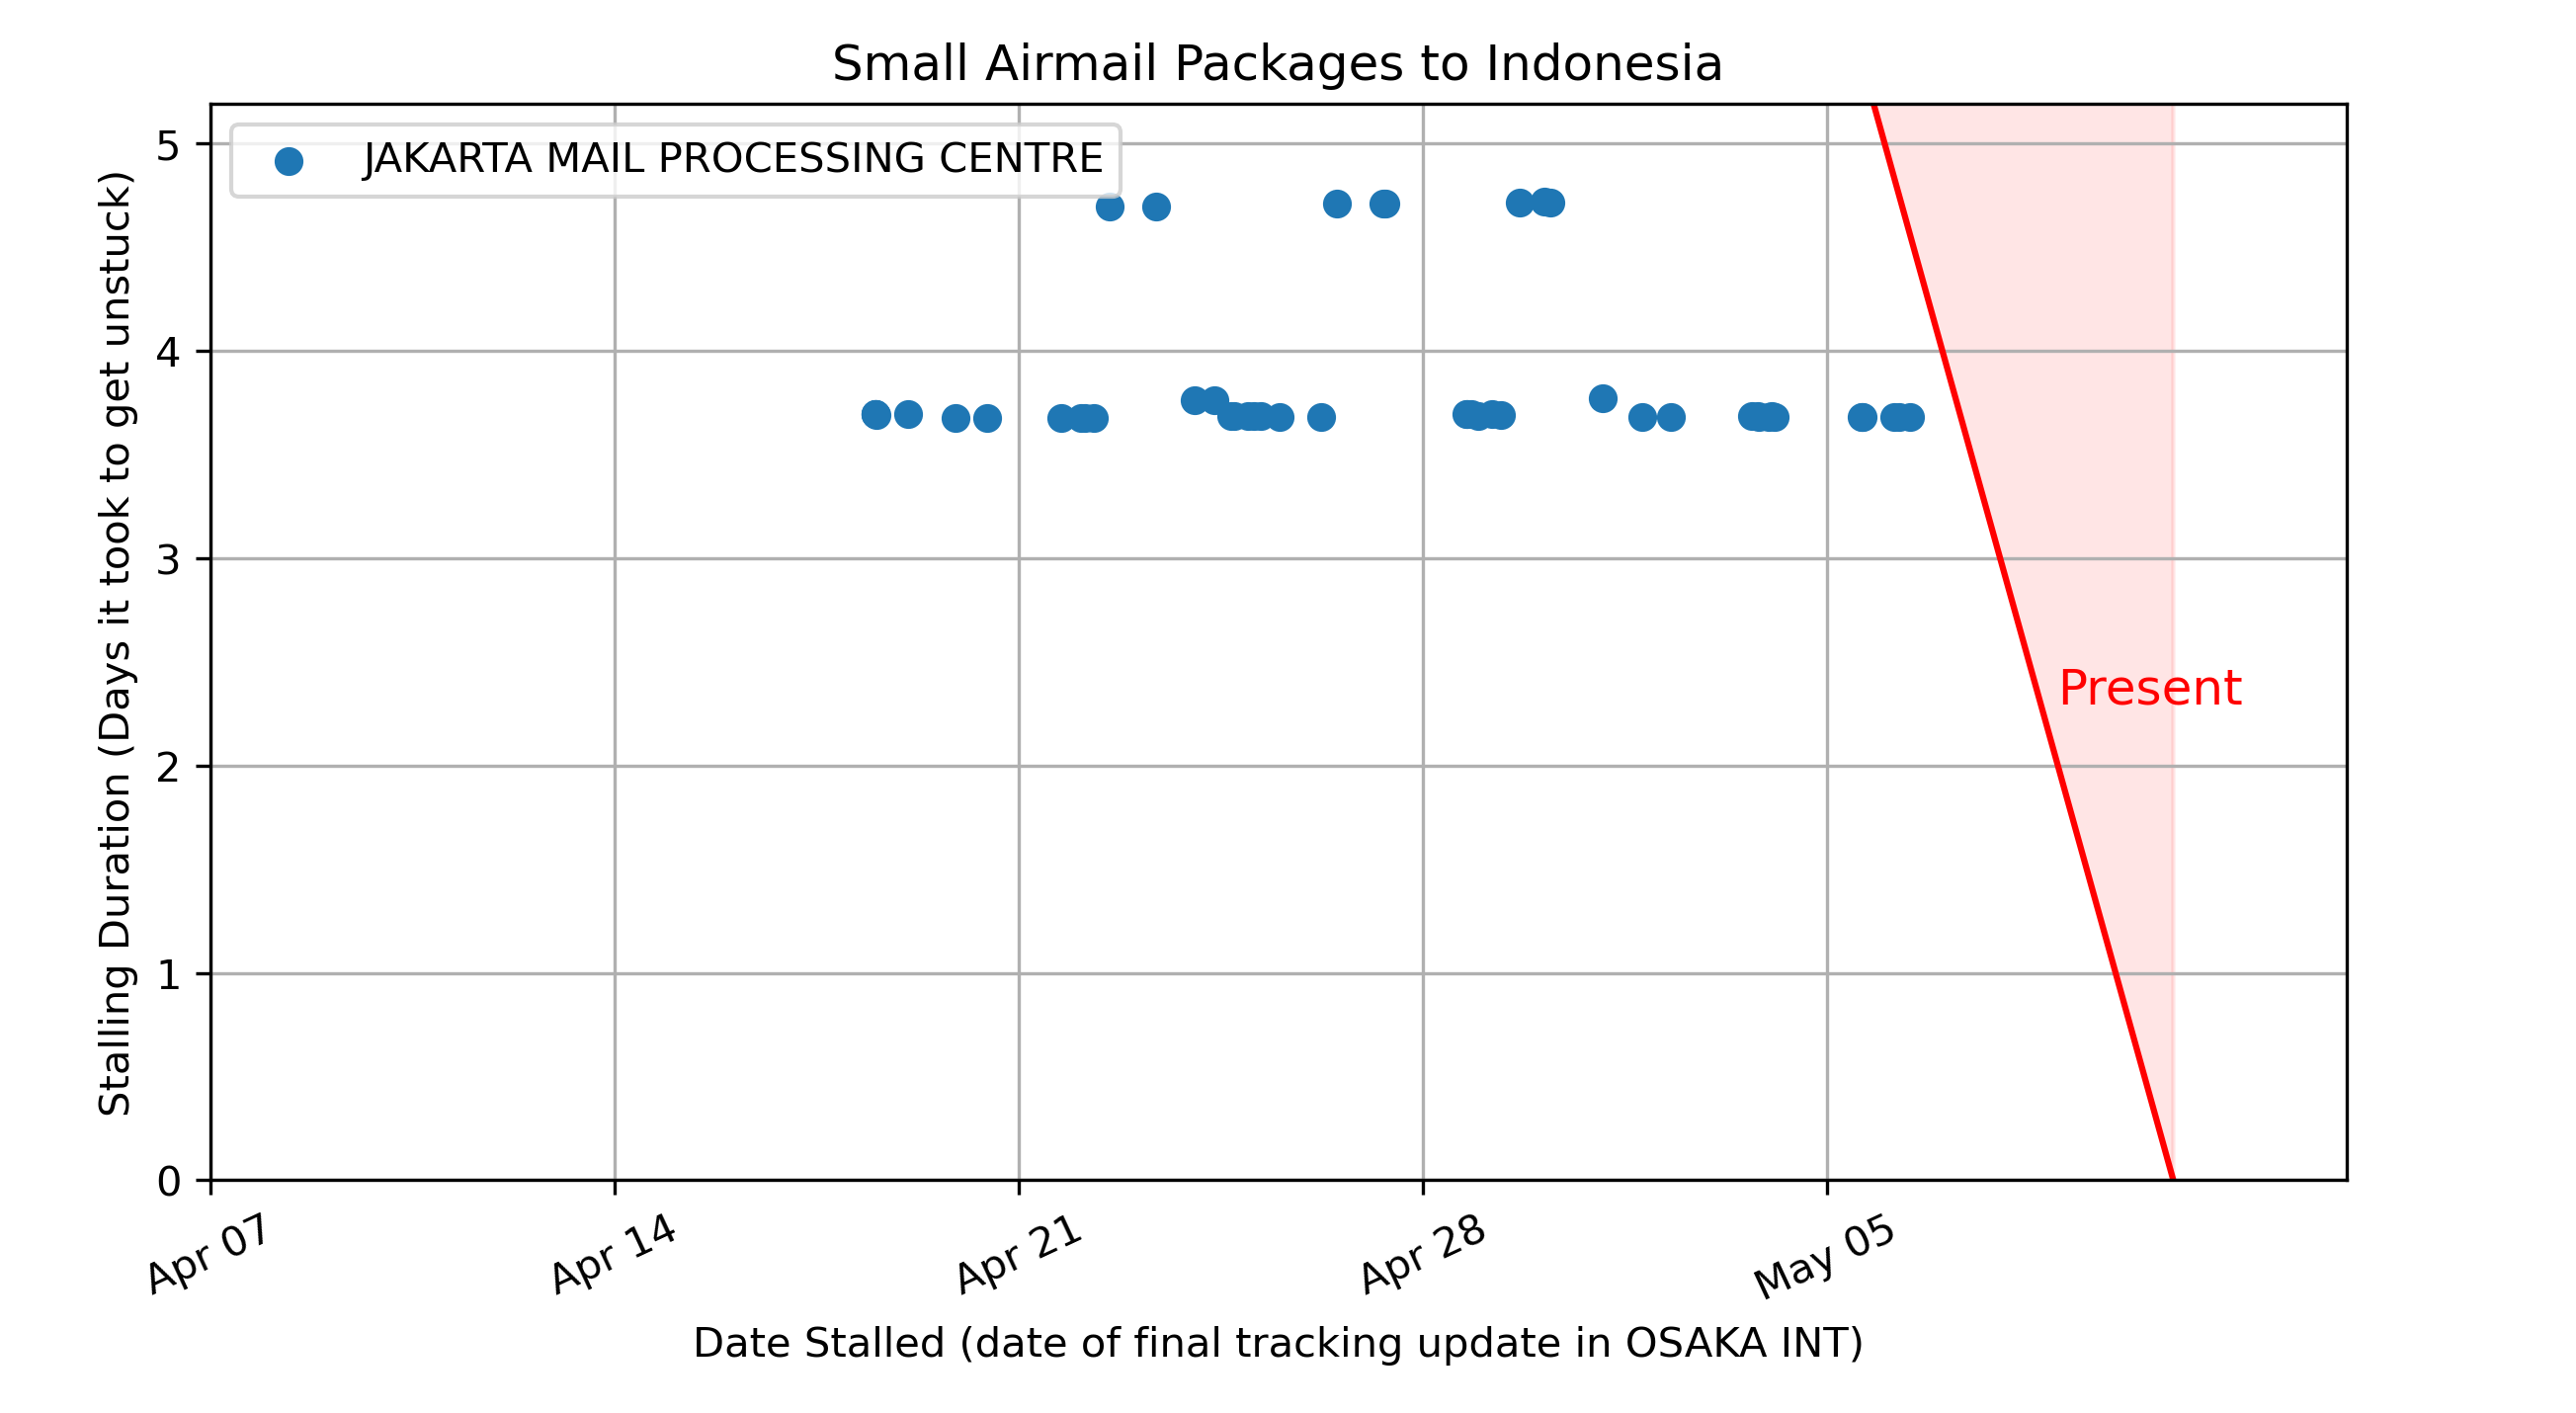 Small Airmail Packages to Indonesia
JAKARTA MAIL PROCESSING CENTRE
Stalling Duration (Days it took to get unstuck)
5
4
3
2
1
0
Present
Apr 07
Apr 14
Apr 21
Apr 28
May 05
Date Stalled (date of final tracking update in OSAKA INT)